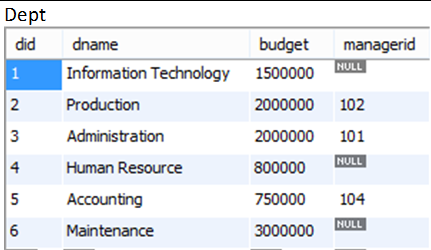 Dept
did dname budget managerid
1 Information Technology 1500000 NULL
2 Production 2000000 102
3 Administration 2000000 101
4 Human Resource 800000 NULL
5 Accounting 750000 104
6 Maintenance 3000000 NULL